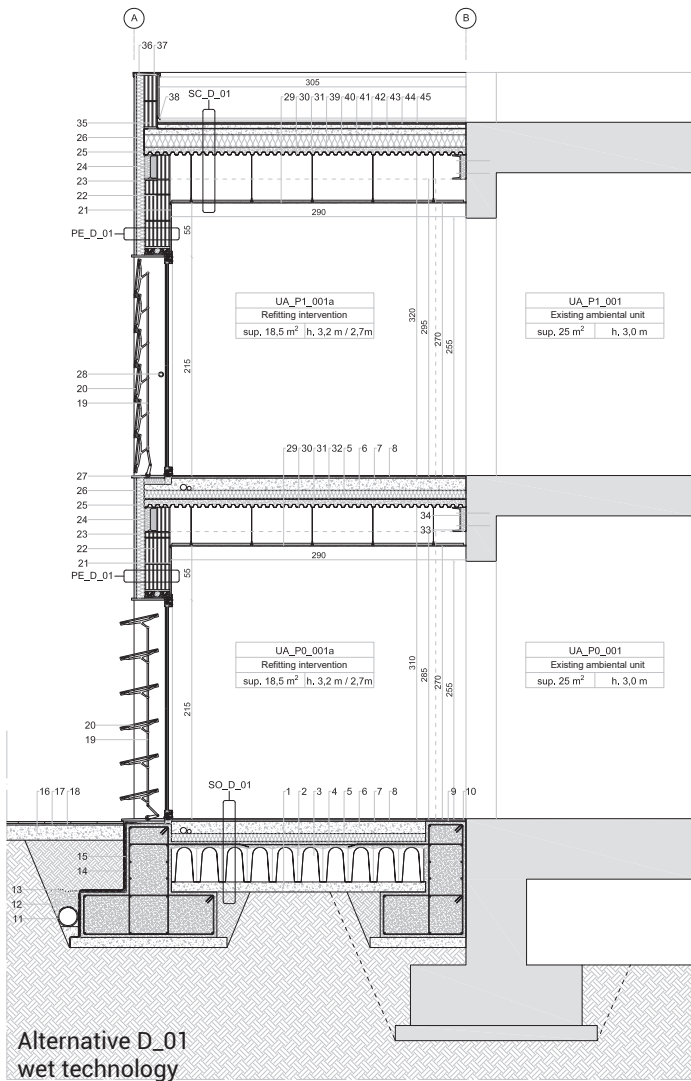 A B
36 37
305
SC_D_01
38
29 30 31 39 40 41 42 43 44 45
35
26
25
24
23
22
21
290
PE_D_01
55
UA_P1_001a
Refitting intervention
sup. 18,5 m² h. 3,2 m / 2,7m
UA_P1_001
Existing ambiental unit
sup. 25 m² h. 3,0 m
320
295
270
255
28
20
19
215
29 30 31 32 5 6 7 8
27
26
25
24
23
22
21
34
33
290
PE_D_01
55
UA_P0_001a
Refitting intervention
sup. 18,5 m² h. 3,2 m / 2,7m
UA_P0_001
Existing ambiental unit
sup. 25 m² h. 3,0 m
310
285
270
255
215
20
19
SO_D_01
16 17 18
1 2 3 4 5 6 7 8 9 10
15
14
13
12
11
Alternative D_01
wet technology